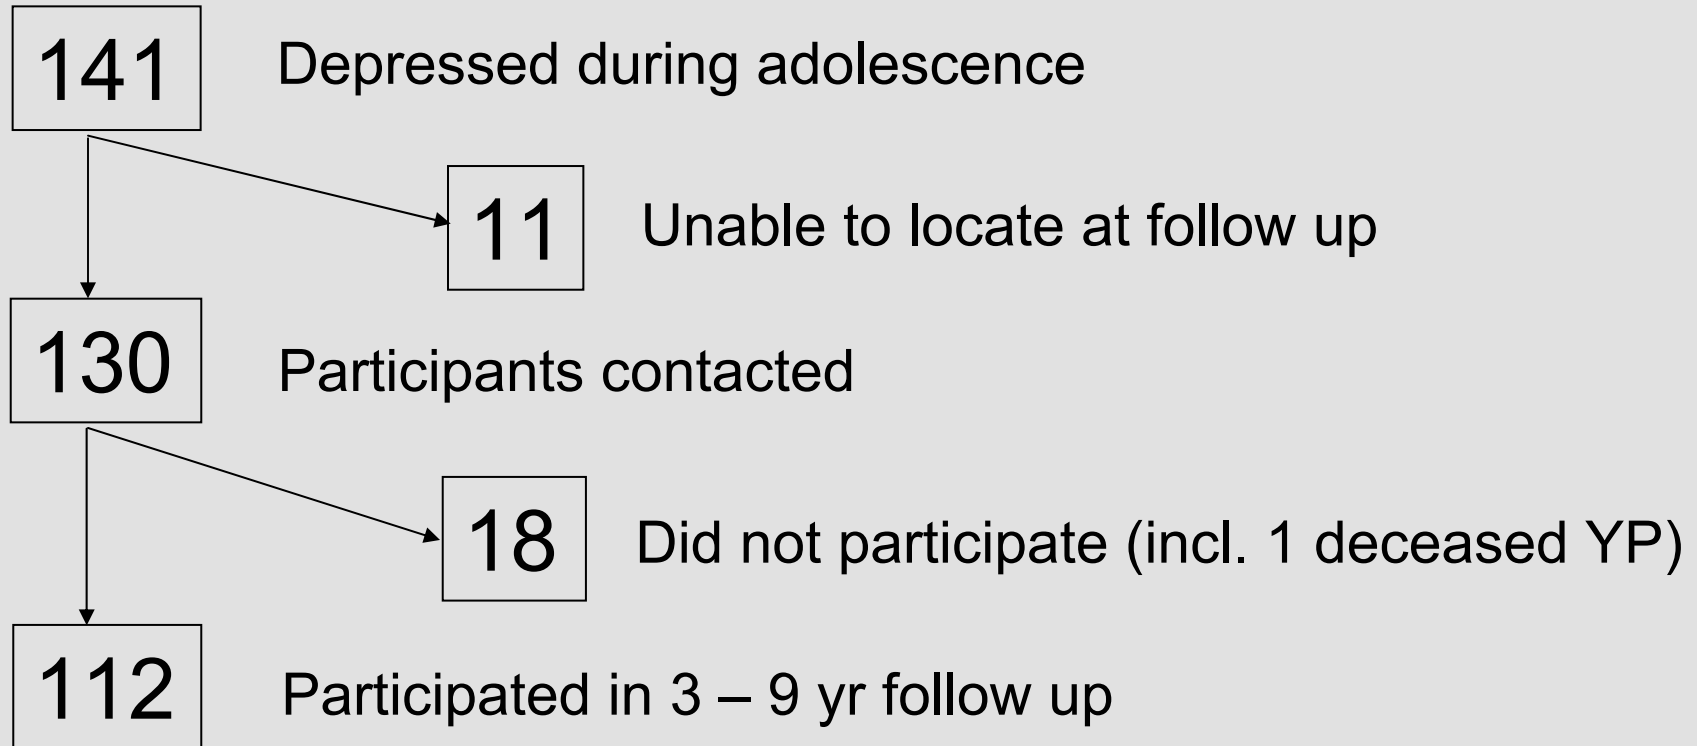 141 Depressed during adolescence
11 Unable to locate at follow up
130 Participants contacted
18 Did not participate (incl. 1 deceased YP)
112 Participated in 3 – 9 yr follow up